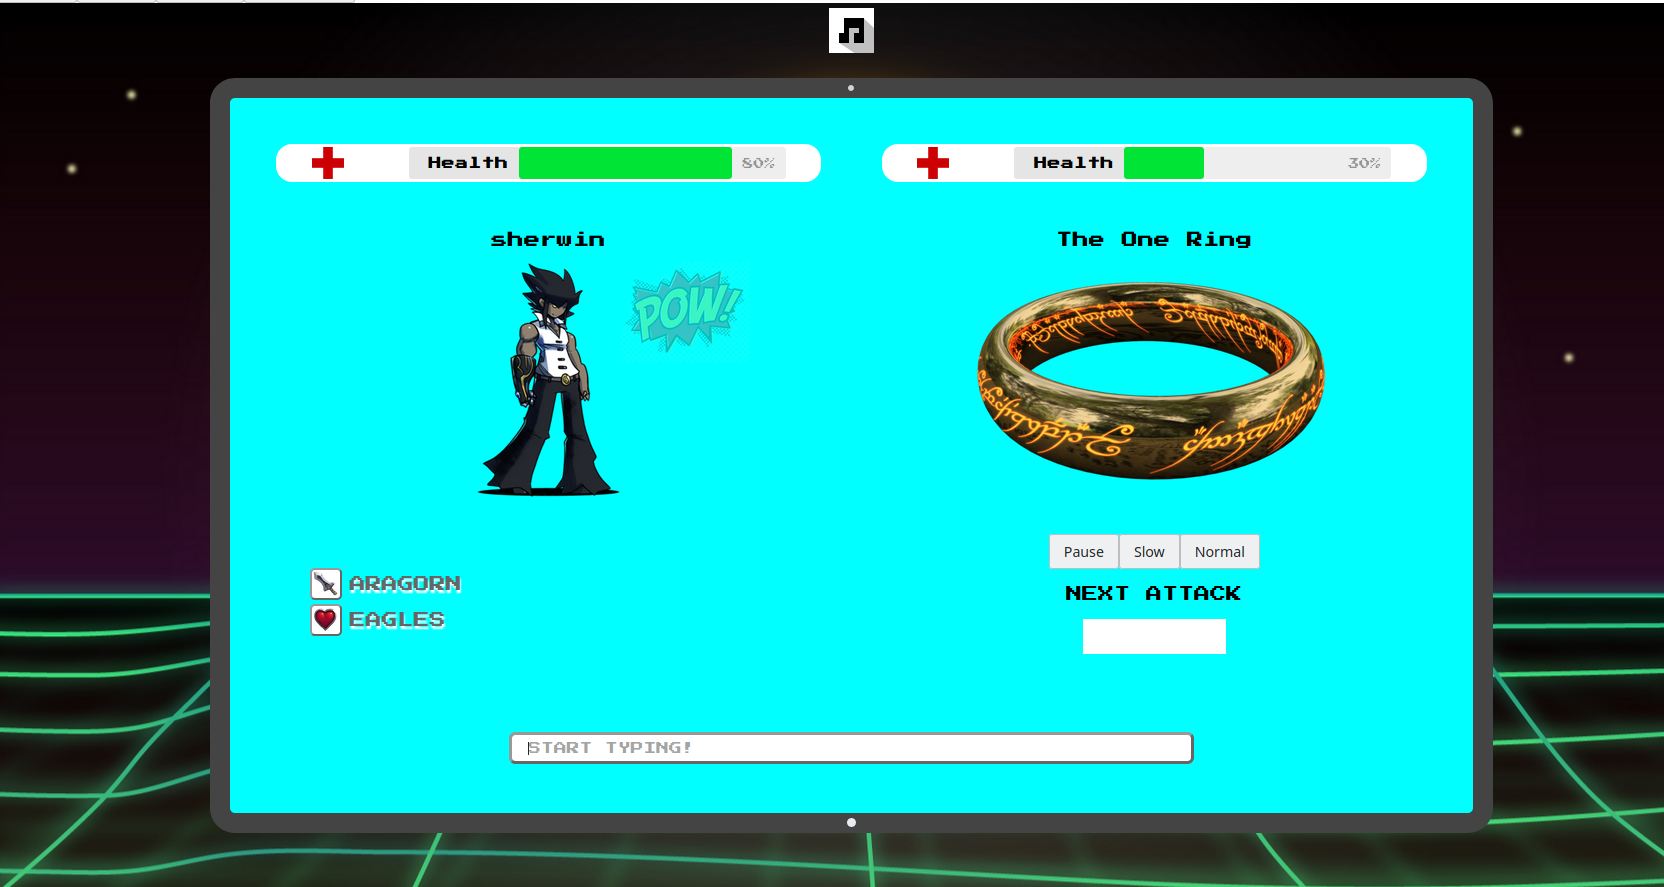 Health 80%
Health 30%
sherwin
The One Ring
POW!
Pause Slow Normal
NEXT ATTACK
ARAGORN
EAGLES
START TYPING!